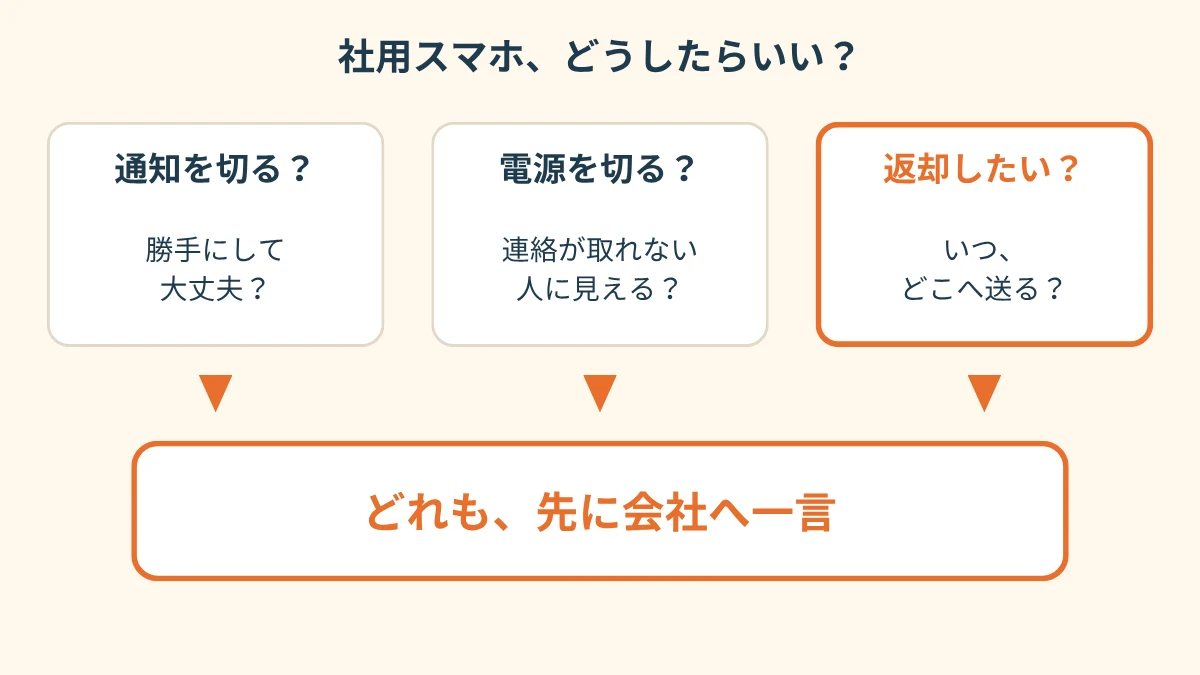 社用スマホ、どうしたらいい？
通知を切る？
勝手にして
大丈夫？
電源を切る？
連絡が取れない
人に見える？
返却したい？
いつ、
どこへ送る？
どれも、先に会社へ一言